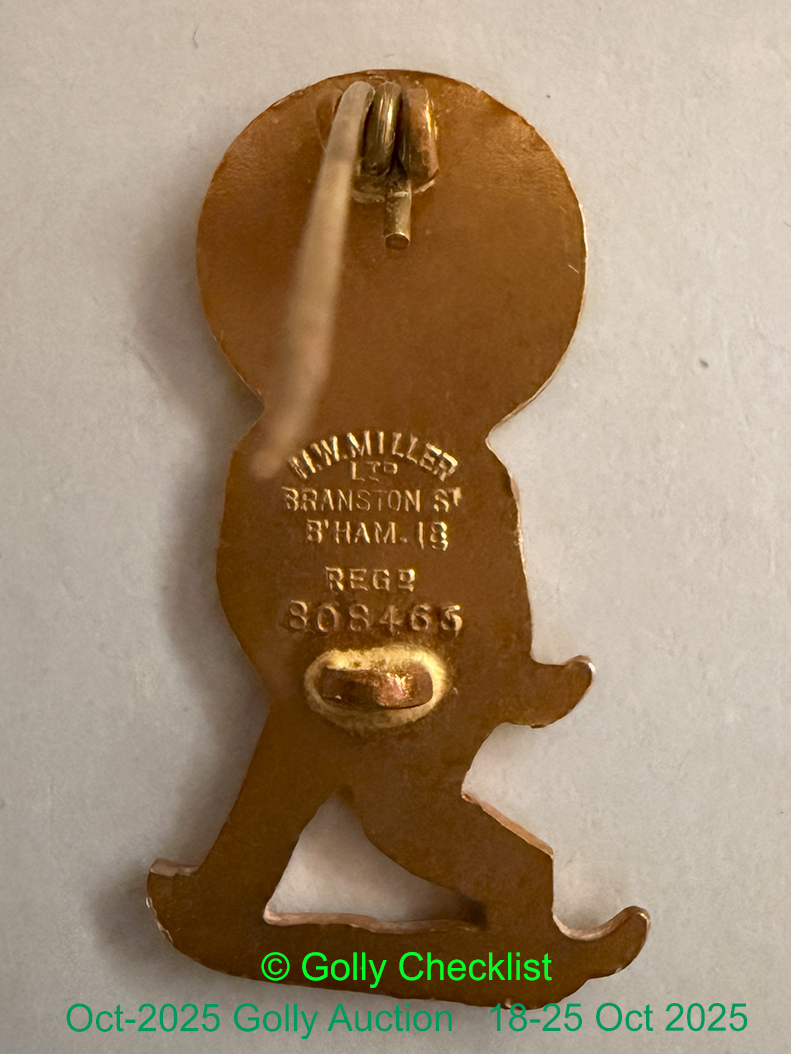 H.W.MILLER
LTD
BRANSTON ST
B'HAM.18
REGD
808465
© Golly Checklist
Oct-2025 Golly Auction 18-25 Oct 2025